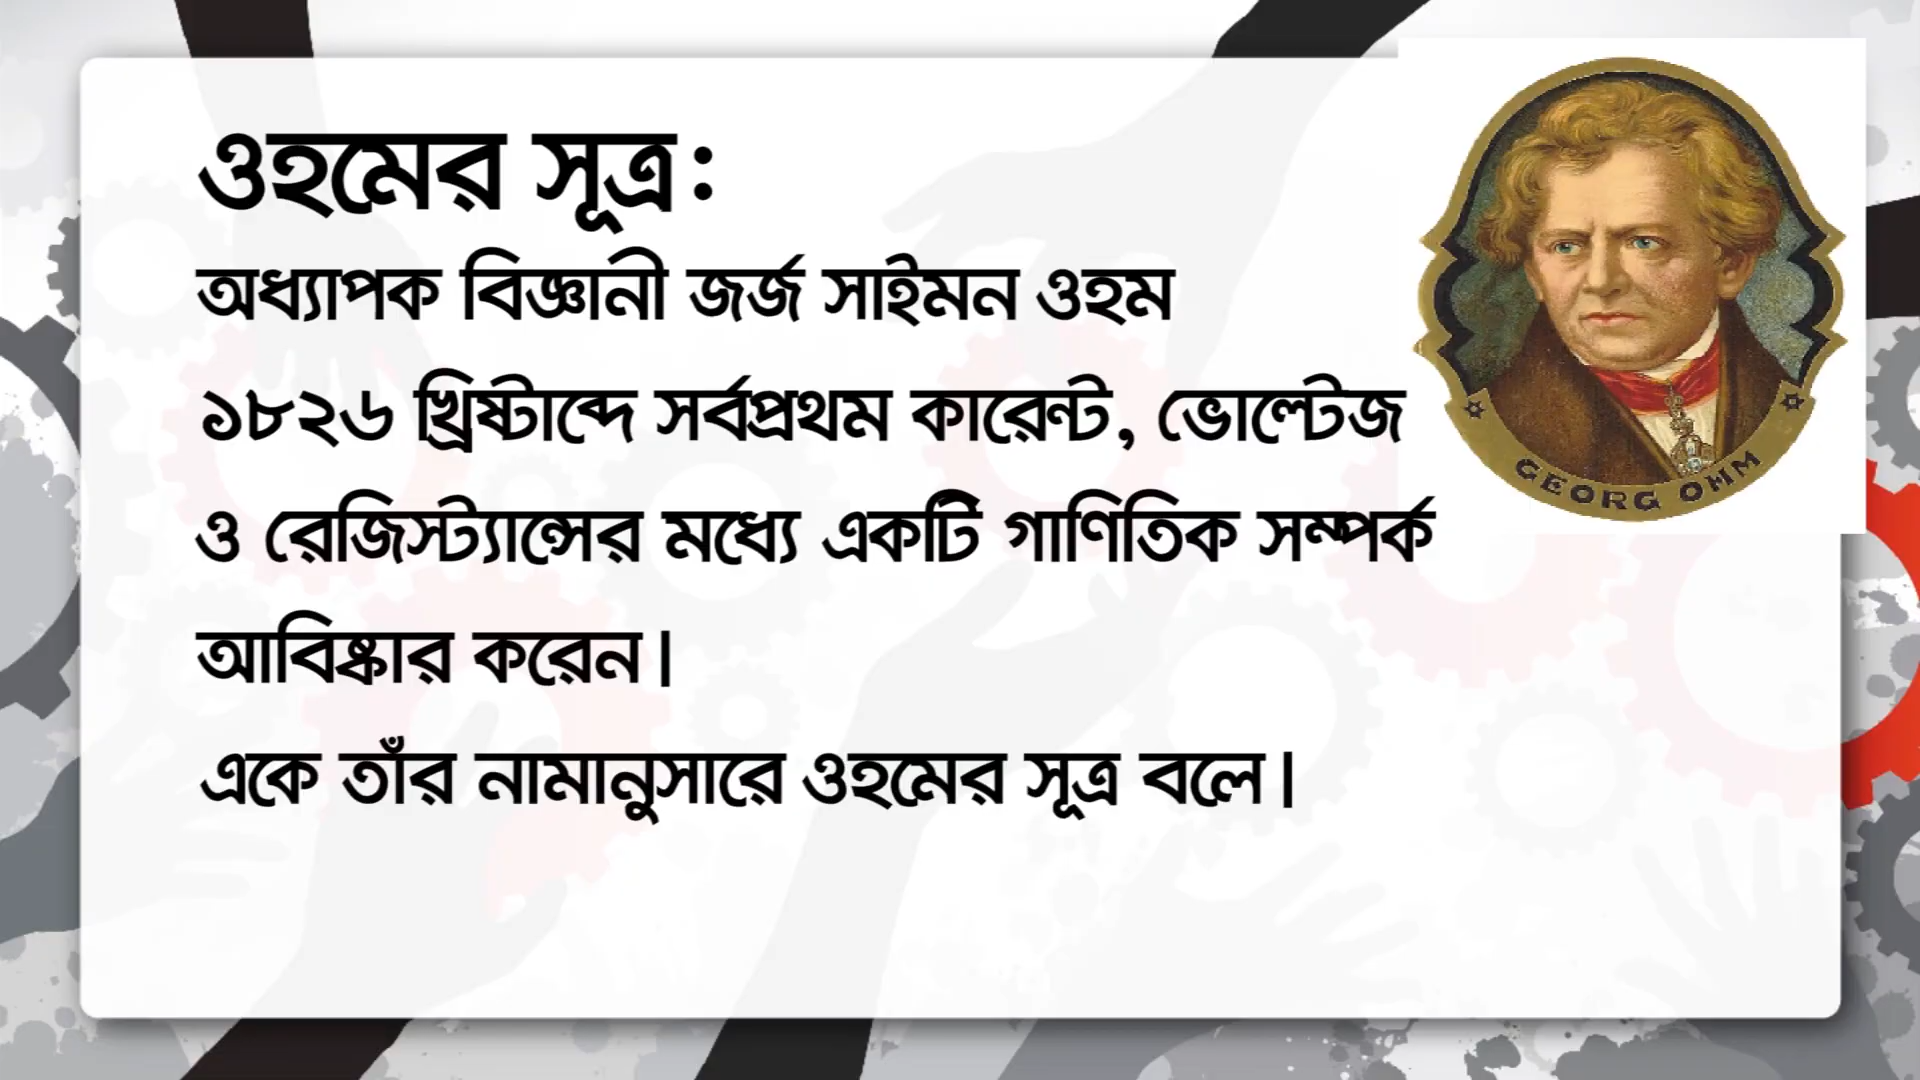 ওহমের সূত্র:
অধ্যাপক বিজ্ঞানী জর্জ সাইমন ওহম
১৮২৬ খ্রিষ্টাব্দে সর্বপ্রথম কারেন্ট, ভোল্টেজ
ও রেজিস্ট্যান্সের মধ্যে একটি গাণিতিক সম্পর্ক
আবিষ্কার করেন।
একে তাঁর নামানুসারে ওহমের সূত্র বলে।
GEORG OHM